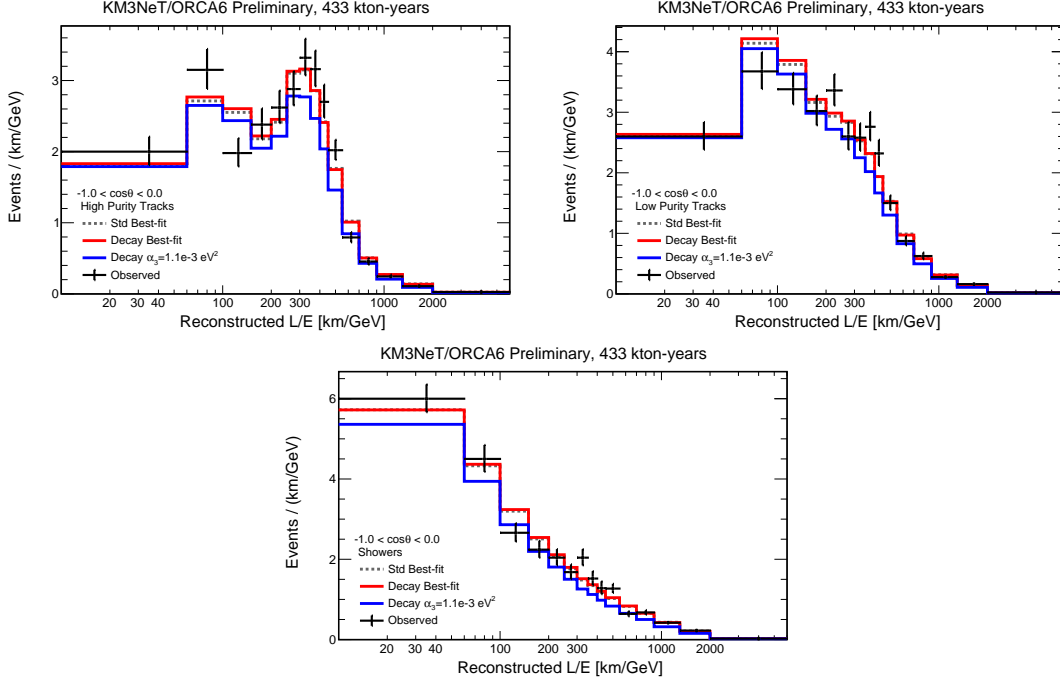 KM3NeT/ORCA6 Preliminary, 433 kton-years
Events / (km/GeV)
3
2
1
0
-1.0 < cosθ < 0.0
High Purity Tracks
Std Best-fit
Decay Best-fit
Decay α₃=1.1e-3 eV²
Observed
20 30 40 100 200 300 1000 2000
Reconstructed L/E [km/GeV]
KM3NeT/ORCA6 Preliminary, 433 kton-years
Events / (km/GeV)
4
3
2
1
0
-1.0 < cosθ < 0.0
Low Purity Tracks
Std Best-fit
Decay Best-fit
Decay α₃=1.1e-3 eV²
Observed
20 30 40 100 200 300 1000 2000
Reconstructed L/E [km/GeV]
KM3NeT/ORCA6 Preliminary, 433 kton-years
Events / (km/GeV)
6
4
2
0
-1.0 < cosθ < 0.0
Showers
Std Best-fit
Decay Best-fit
Decay α₃=1.1e-3 eV²
Observed
20 30 40 100 200 300 1000 2000
Reconstructed L/E [km/GeV]